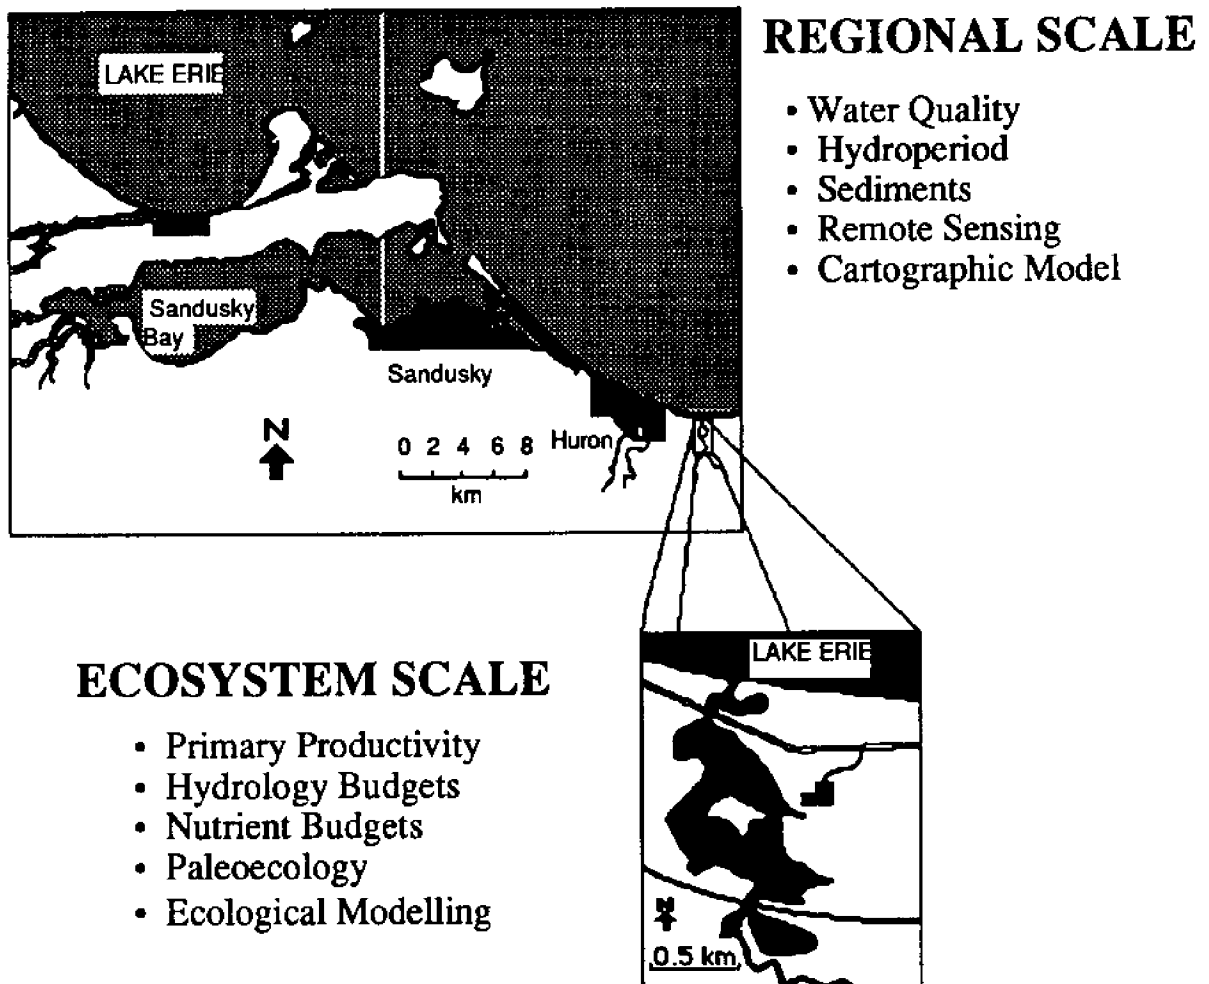 REGIONAL SCALE
• Water Quality
• Hydroperiod
• Sediments
• Remote Sensing
• Cartographic Model
LAKE ERIE
Sandusky
Bay
Sandusky
N
0 2 4 6 8
km
Huron
ECOSYSTEM SCALE
• Primary Productivity
• Hydrology Budgets
• Nutrient Budgets
• Paleoecology
• Ecological Modelling
LAKE ERIE
N
0.5 km